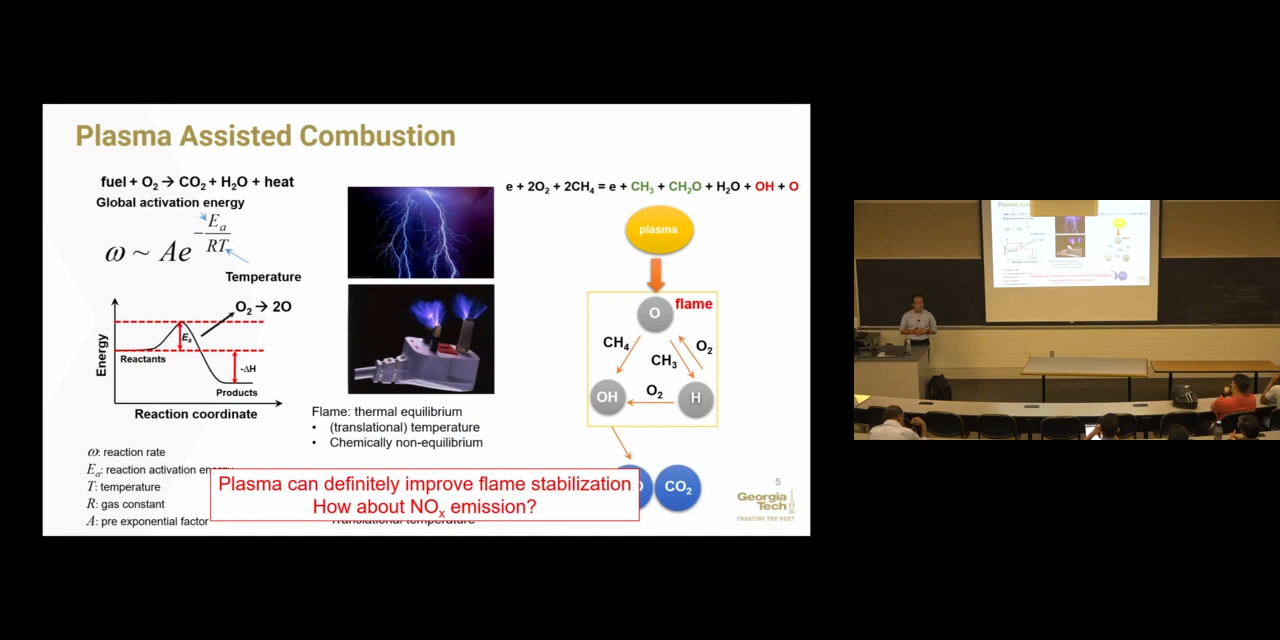 Plasma Assisted Combustion
fuel + O₂ → CO₂ + H₂O + heat
Global activation energy
ω ~ Ae^(-Eₐ/RT)
Temperature
O₂ → 2O
Energy
Eₐ
Reactants
-ΔH
Products
Reaction coordinate
ω: reaction rate
Eₐ: reaction activation
T: temperature
R: gas constant
A: pre exponential factor
Flame: thermal equilibrium
• (translational) temperature
• Chemically non-equilibrium
e + 2O₂ + 2CH₄ = e + CH₃ + CH₂O + H₂O + OH + O
plasma
flame
O
CH₄
CH₃
O₂
OH
O₂
H
CO₂
Plasma can definitely improve flame stabilization
How about NOₓ emission?
5
Georgia
Tech
CREATING THE NEXT